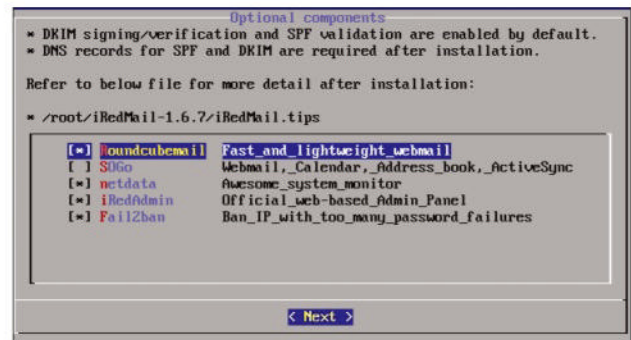 Optional components
* DKIM signing/verification and SPF validation are enabled by default.
* DNS records for SPF and DKIM are required after installation.
Refer to below file for more detail after installation:
* /root/iRedMail-1.6.7/iRedMail.tips
[*] Roundcubemail Fast_and_lightweight_webmail
[ ] SOGo Webmail,_Calendar,_Address_book,_ActiveSync
[*] netdata Awesome_system_monitor
[*] iRedAdmin Official_web-based_Admin_Panel
[*] Fail2ban Ban_IP_with_too_many_password_failures
< Next >